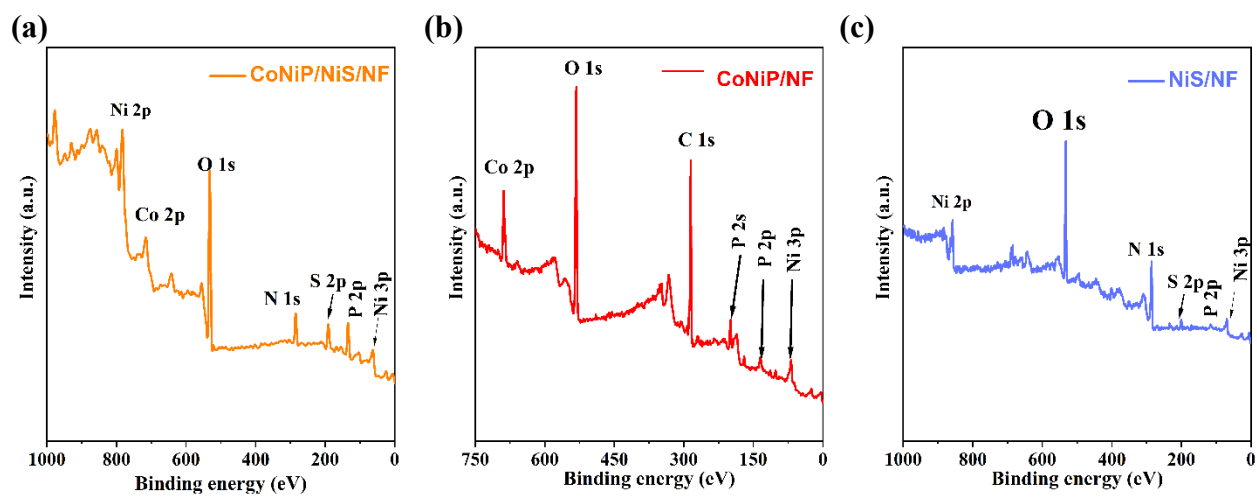 (a)
CoNiP/NiS/NF
Ni 2p
Co 2p
O 1s
N 1s
S 2p
P 2p
Ni 3p
Intensity (a.u.)
1000 800 600 400 200 0
Binding energy (eV)
(b)
CoNiP/NF
O 1s
C 1s
Co 2p
P 2s
P 2p
Ni 3p
Intensity (a.u.)
750 600 450 300 150 0
Binding energy (eV)
(c)
NiS/NF
O 1s
Ni 2p
N 1s
S 2p
P 2p
Ni 3p
Intensity (a.u.)
1000 800 600 400 200 0
Binding energy (eV)